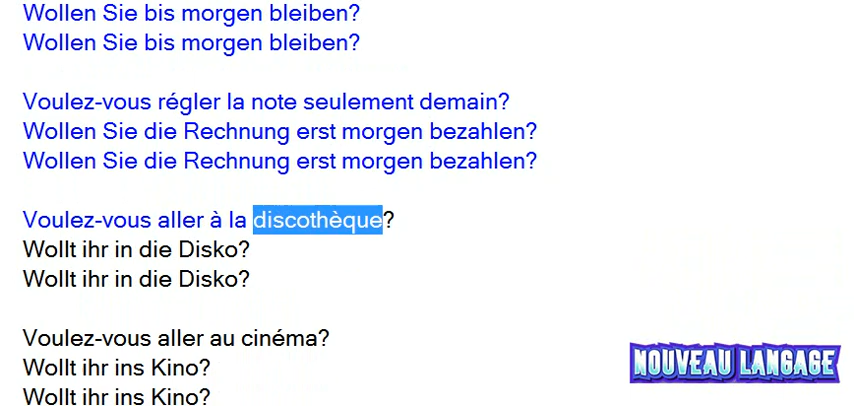 Wollen Sie bis morgen bleiben?
Wollen Sie bis morgen bleiben?
Voulez-vous régler la note seulement demain?
Wollen Sie die Rechnung erst morgen bezahlen?
Wollen Sie die Rechnung erst morgen bezahlen?
Voulez-vous aller à la discothèque?
Wollt ihr in die Disko?
Wollt ihr in die Disko?
Voulez-vous aller au cinéma?
Wollt ihr ins Kino?
Wollt ihr ins Kino?
NOUVEAU LANGAGE